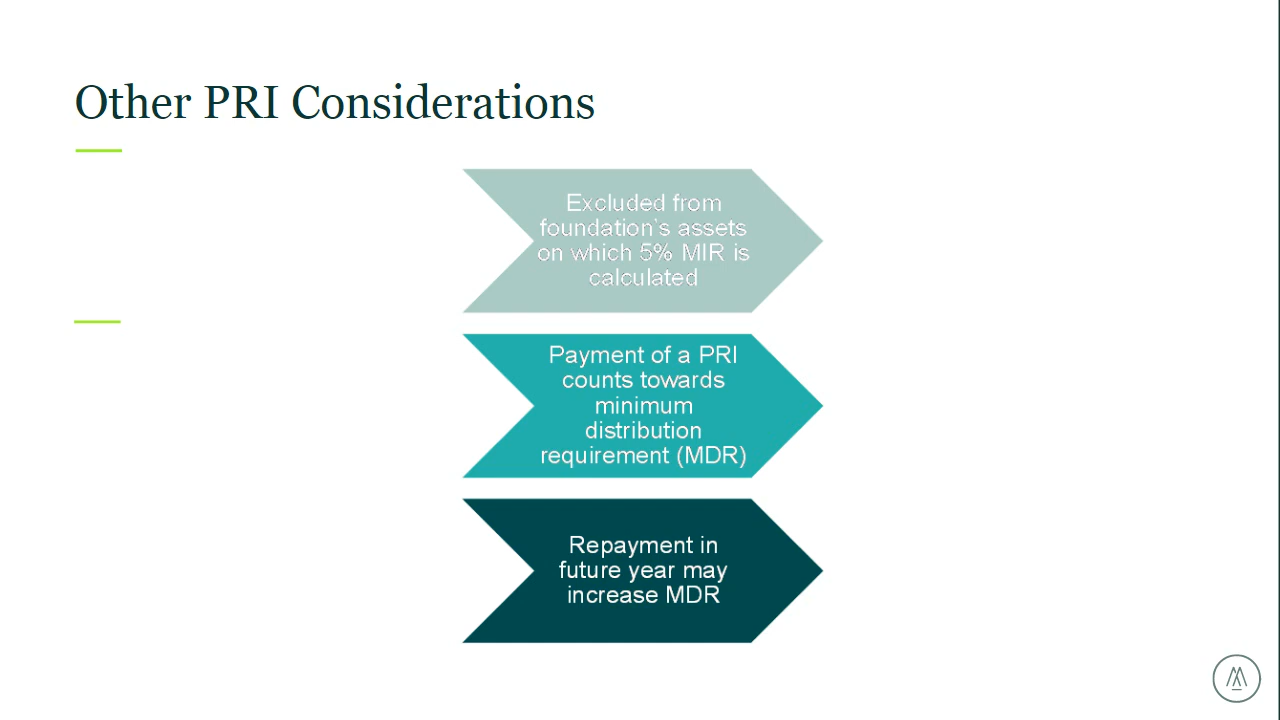 Other PRI Considerations
Excluded from
foundation's assets
on which 5% MIR is
calculated
Payment of a PRI
counts towards
minimum
distribution
requirement (MDR)
Repayment in
future year may
increase MDR